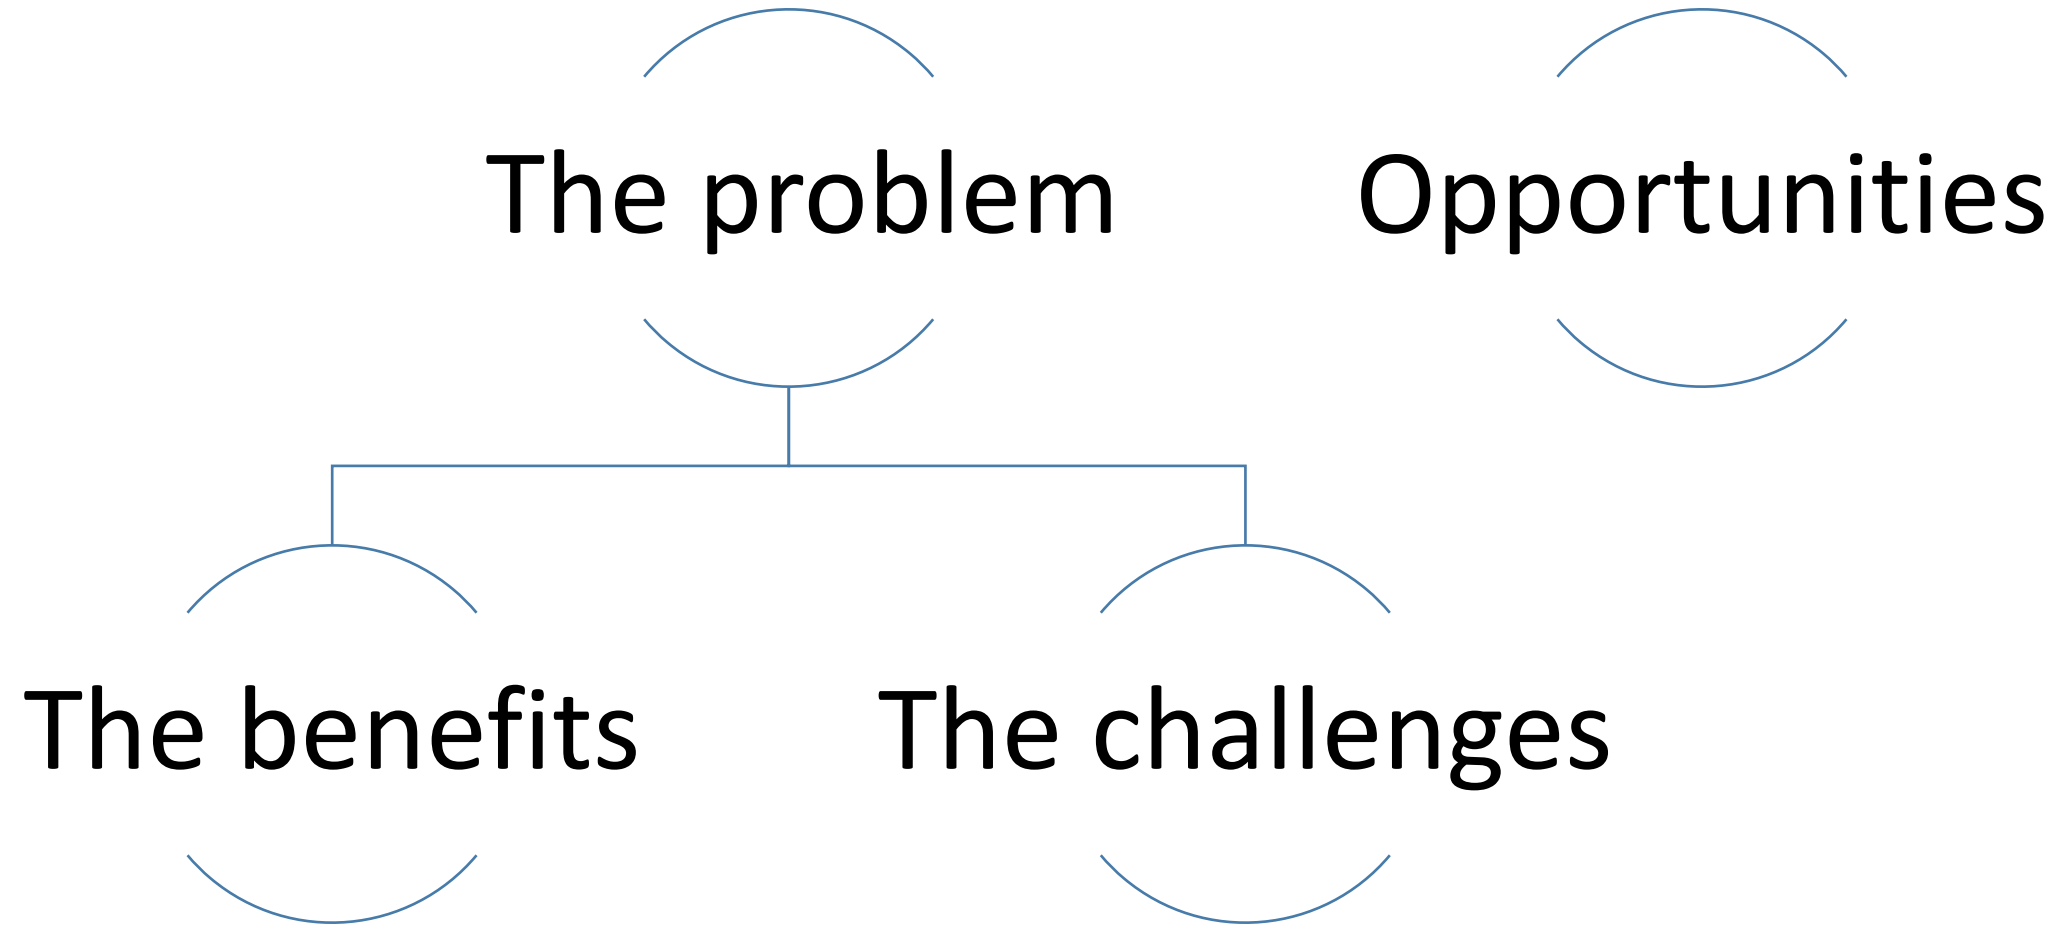 The problem
Opportunities
The benefits
The challenges